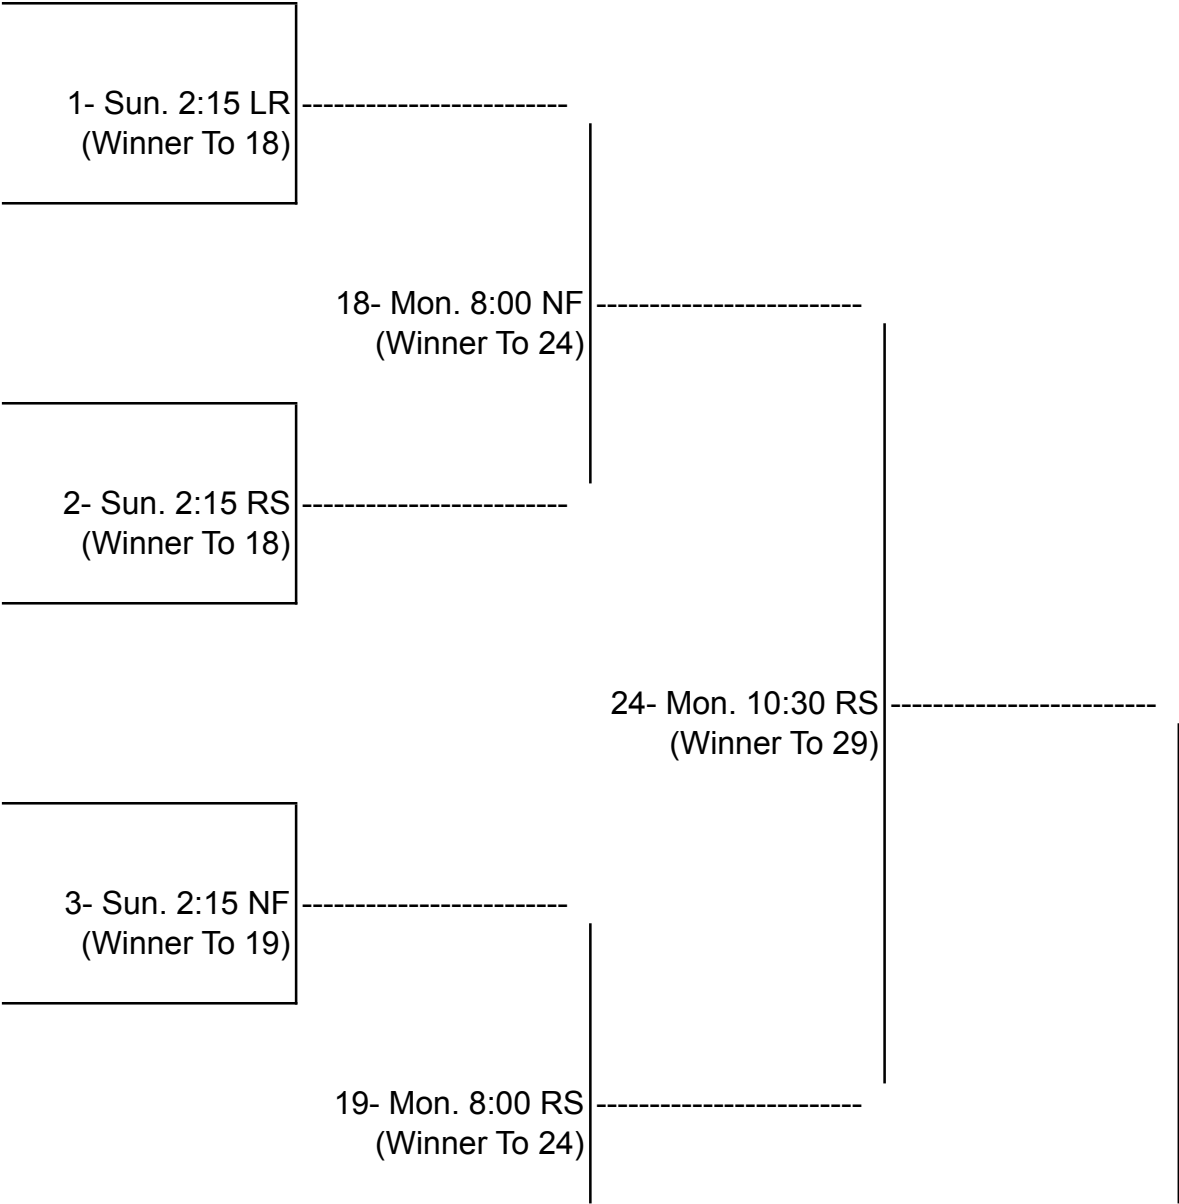 1- Sun. 2:15 LR
(Winner To 18)
18- Mon. 8:00 NF
(Winner To 24)
2- Sun. 2:15 RS
(Winner To 18)
24- Mon. 10:30 RS
(Winner To 29)
3- Sun. 2:15 NF
(Winner To 19)
19- Mon. 8:00 RS
(Winner To 24)